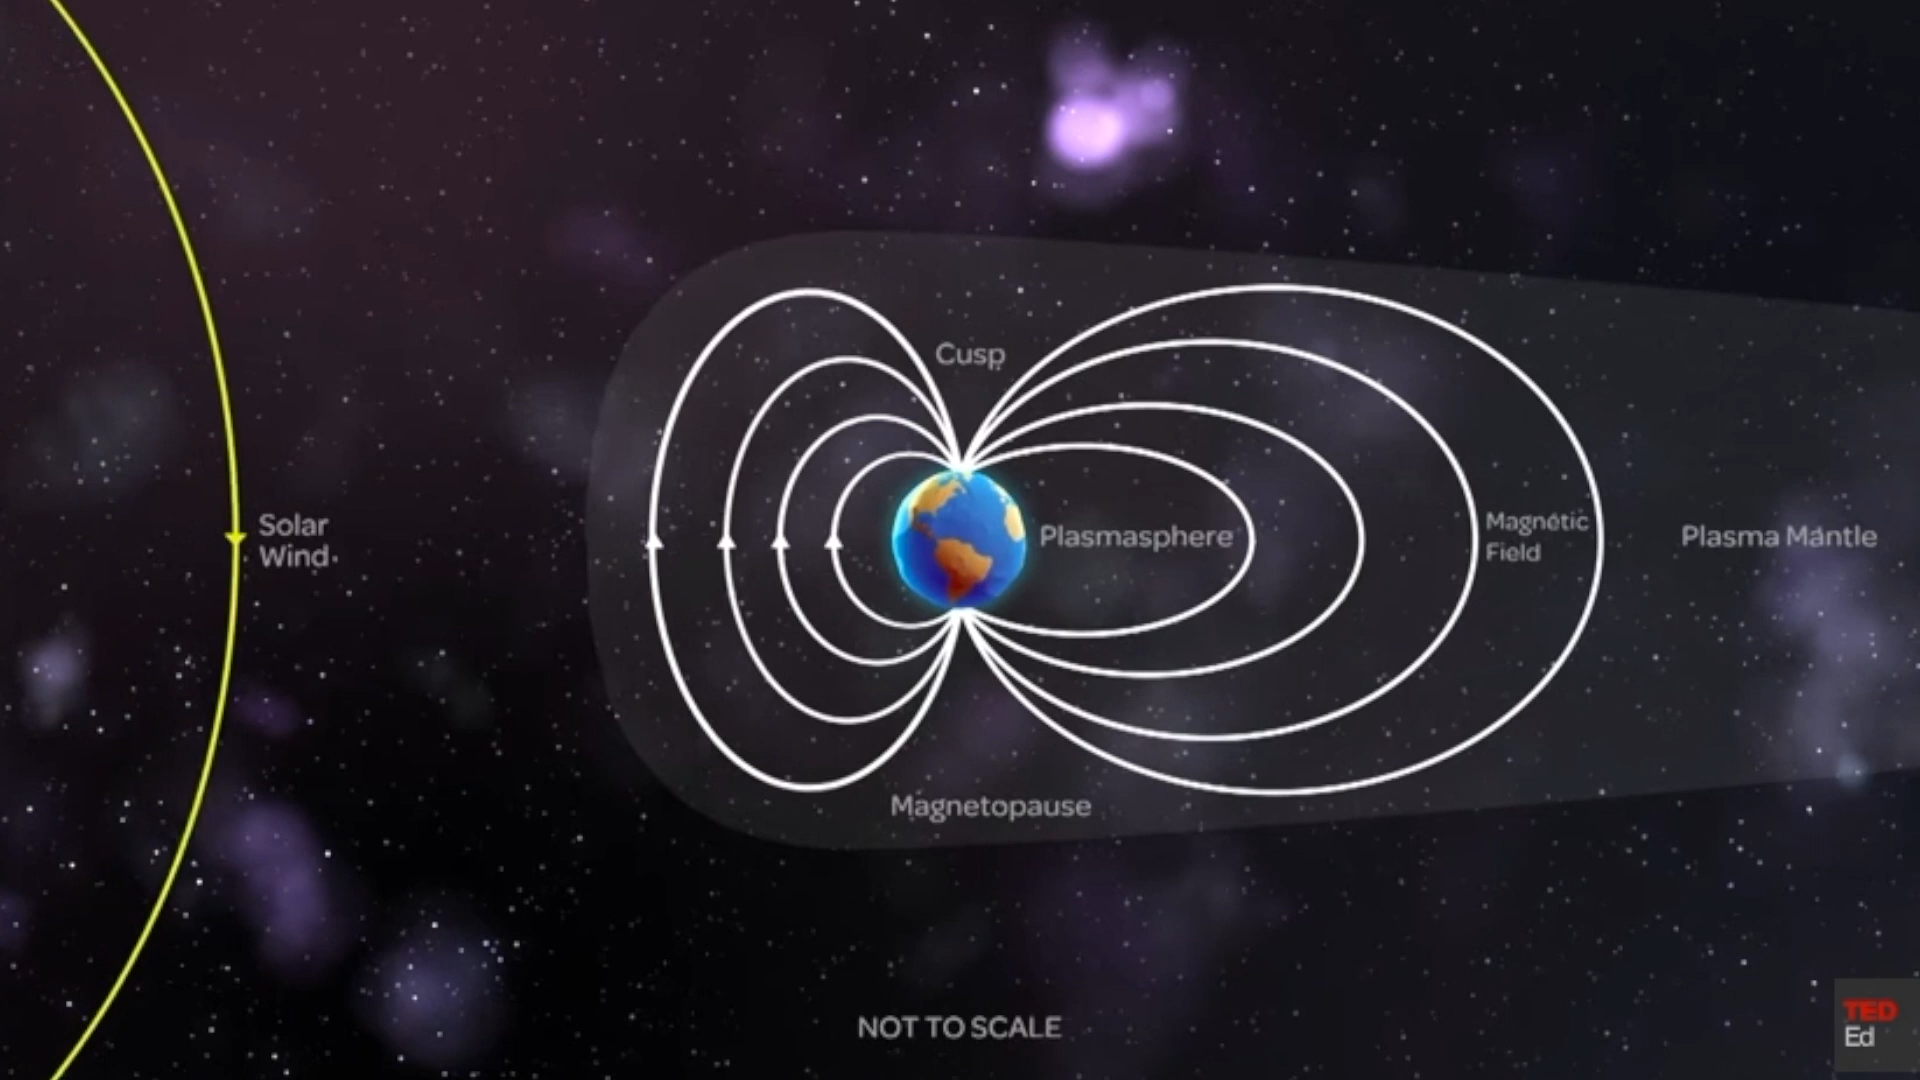 Cusp
Solar
Wind
Plasmasphere
Magnetic
Field
Plasma Mantle
Magnetopause
NOT TO SCALE
TED
Ed